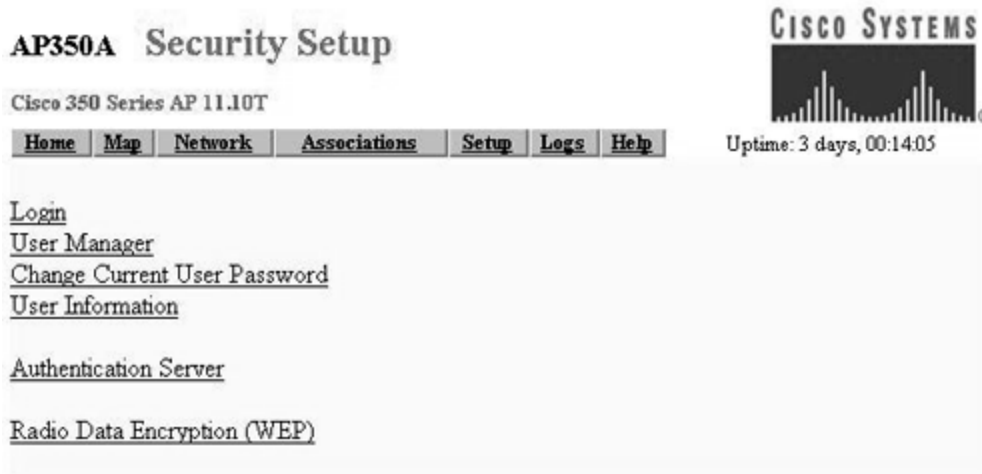 AP350A Security Setup
CISCO SYSTEMS
Cisco 350 Series AP 11.10T
Home Map Network Associations Setup Logs Help
Uptime: 3 days, 00:14:05
Login
User Manager
Change Current User Password
User Information
Authentication Server
Radio Data Encryption (WEP)